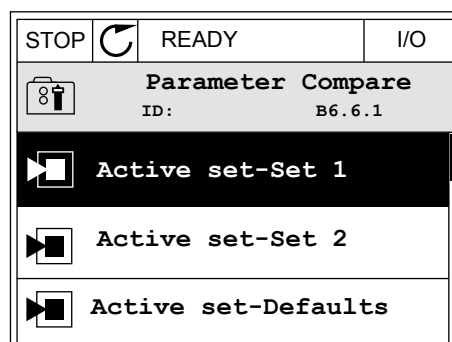 STOP READY I/O
Parameter Compare
ID: B6.6.1
Active set-Set 1
Active set-Set 2
Active set-Defaults